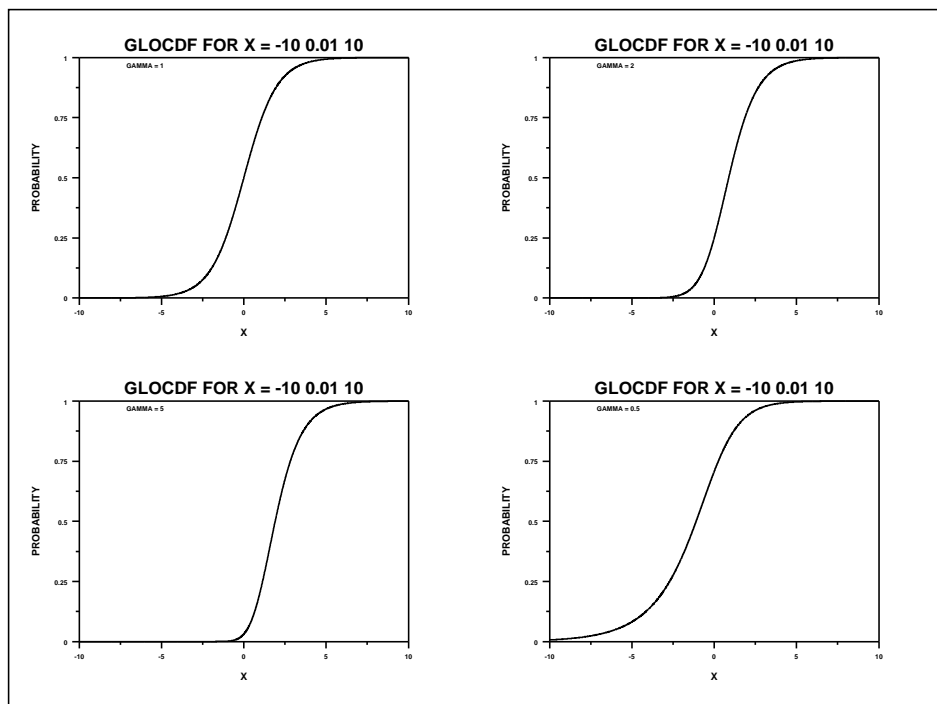 GLOCDF FOR X = -10 0.01 10
GAMMA = 1
PROBABILITY
1
0.75
0.5
0.25
0
-10 -5 0 5 10
X
GLOCDF FOR X = -10 0.01 10
GAMMA = 2
PROBABILITY
1
0.75
0.5
0.25
0
-10 -5 0 5 10
X
GLOCDF FOR X = -10 0.01 10
GAMMA = 5
PROBABILITY
1
0.75
0.5
0.25
0
-10 -5 0 5 10
X
GLOCDF FOR X = -10 0.01 10
GAMMA = 0.5
PROBABILITY
1
0.75
0.5
0.25
0
-10 -5 0 5 10
X